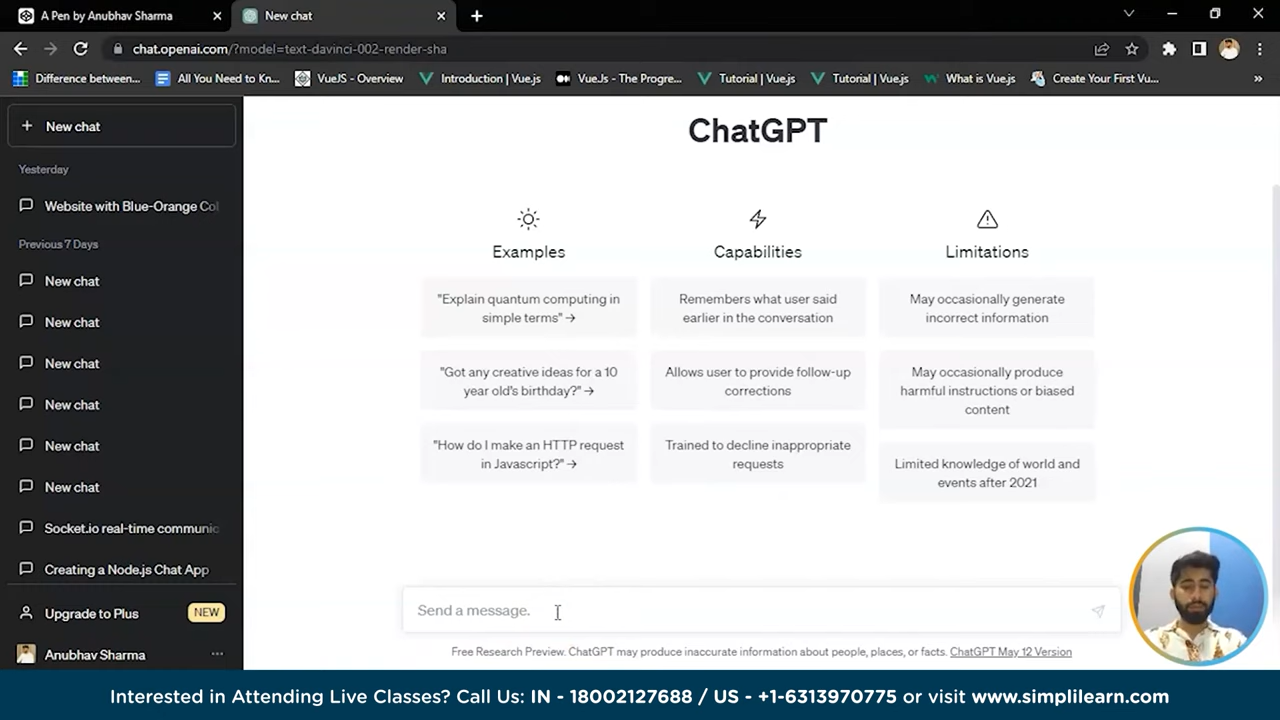 A Pen by Anubhav Sharma
New chat
chat.openai.com/?model=text-davinci-002-render-sha
Difference between...
All You Need to Kn...
VueJS - Overview
Introduction | Vue.js
VueJs - The Progre...
Tutorial | Vue.js
Tutorial | Vue.js
What is Vue.js
Create Your First Vu...
»
+ New chat
Yesterday
Website with Blue-Orange Col
Previous 7 Days
New chat
New chat
New chat
New chat
New chat
New chat
Socket.io real-time communic
Creating a Node.js Chat App
Upgrade to Plus
NEW
Anubhav Sharma
...
ChatGPT
Examples
"Explain quantum computing in
simple terms" →
"Got any creative ideas for a 10
year old's birthday?" →
"How do I make an HTTP request
in Javascript?" →
Capabilities
Remembers what user said
earlier in the conversation
Allows user to provide follow-up
corrections
Trained to decline inappropriate
requests
Limitations
May occasionally generate
incorrect information
May occasionally produce
harmful instructions or biased
content
Limited knowledge of world and
events after 2021
Send a message.
Free Research Preview. ChatGPT may produce inaccurate information about people, places, or facts. ChatGPT May 12 Version
Interested in Attending Live Classes? Call Us: IN - 18002127688 / US - +1-6313970775 or visit www.simplilearn.com